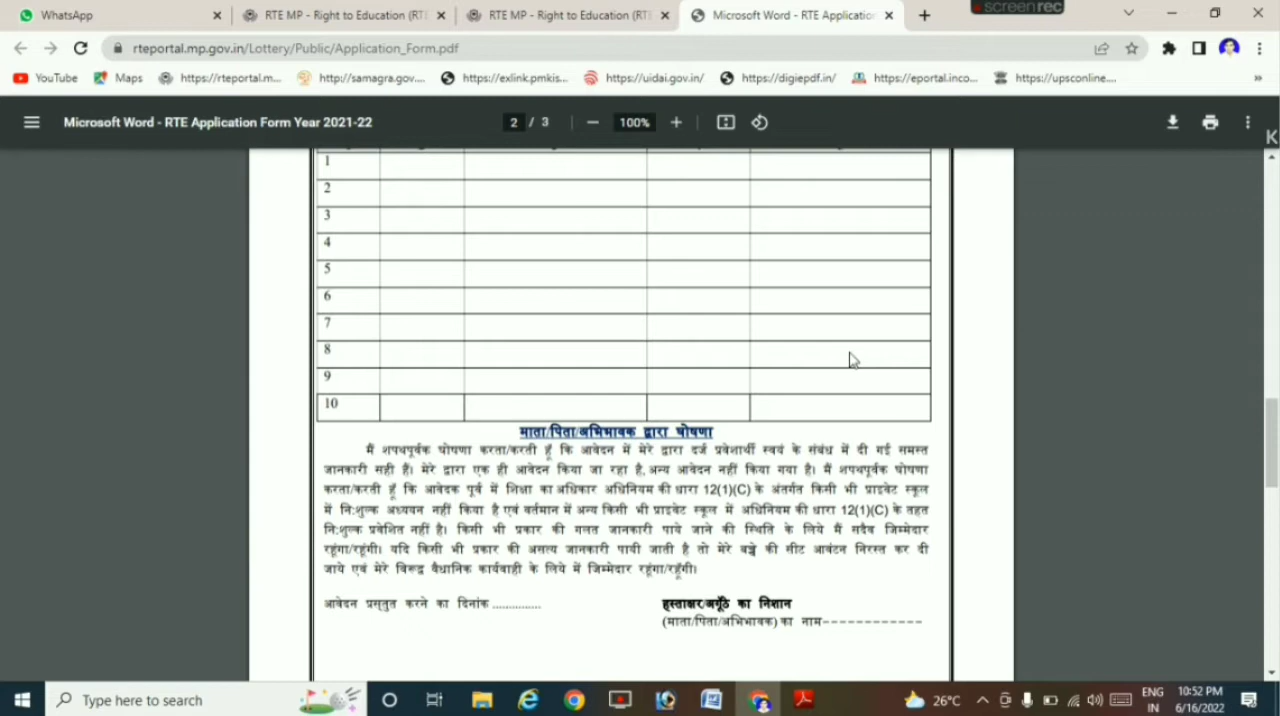 WhatsApp
RTE MP - Right to Education (RTE
RTE MP - Right to Education (RTE
Microsoft Word - RTE Application
screenrec
rteportal.mp.gov.in/Lottery/Public/Application_Form.pdf
YouTube
Maps
https://rteportal.m...
http://samagra.gov....
https://exlink.pmkis...
https://uidai.gov.in/
https://digiepdf.in/
https://eportal.inco...
https://upsconline....
Microsoft Word - RTE Application Form Year 2021-22
2 / 3
100%
K
1
2
3
4
5
6
7
8
9
10
माता/पिता/अभिभावक द्वारा घोषणा
मैं शपथपूर्वक घोषणा करता/करती हूँ कि आवेदन में मेरे द्वारा दर्ज प्रवेशार्थी स्वयं के संबंध में दी गई समस्त
जानकारी सही हैं। मेरे द्वारा एक ही आवेदन किया जा रहा है, अन्य आवेदन नहीं किया गया है। मैं शपथपूर्वक घोषणा
करता/करती हूँ कि आवेदक पूर्व में शिक्षा का अधिकार अधिनियम की धारा 12(1)(C) के अंतर्गत किसी भी प्राइवेट स्कूल
में नि:शुल्क अध्ययन नहीं किया है एवं वर्तमान में अन्य किसी भी प्राइवेट स्कूल में अधिनियम की धारा 12(1)(C) के तहत
नि:शुल्क प्रवेशित नहीं है। किसी भी प्रकार की गलत जानकारी पाये जाने की स्थिति के लिये मैं सदैव जिम्मेदार
रहूंगा/रहूंगी। यदि किसी भी प्रकार की असत्य जानकारी पायी जाती है तो मेरे बच्चे की सीट आवंटन निरस्त कर दी
जाये एवं मेरे विरूद्ध वैधानिक कार्यवाही के लिये में जिम्मेदार रहूंगा/रहूँगी।
आवेदन प्रस्तुत करने का दिनांक ..............
हस्ताक्षर/अगूँठे का निशान
(माता/पिता/अभिभावक) का नाम------------
Type here to search
26°C
ENG
IN
10:52 PM
6/16/2022